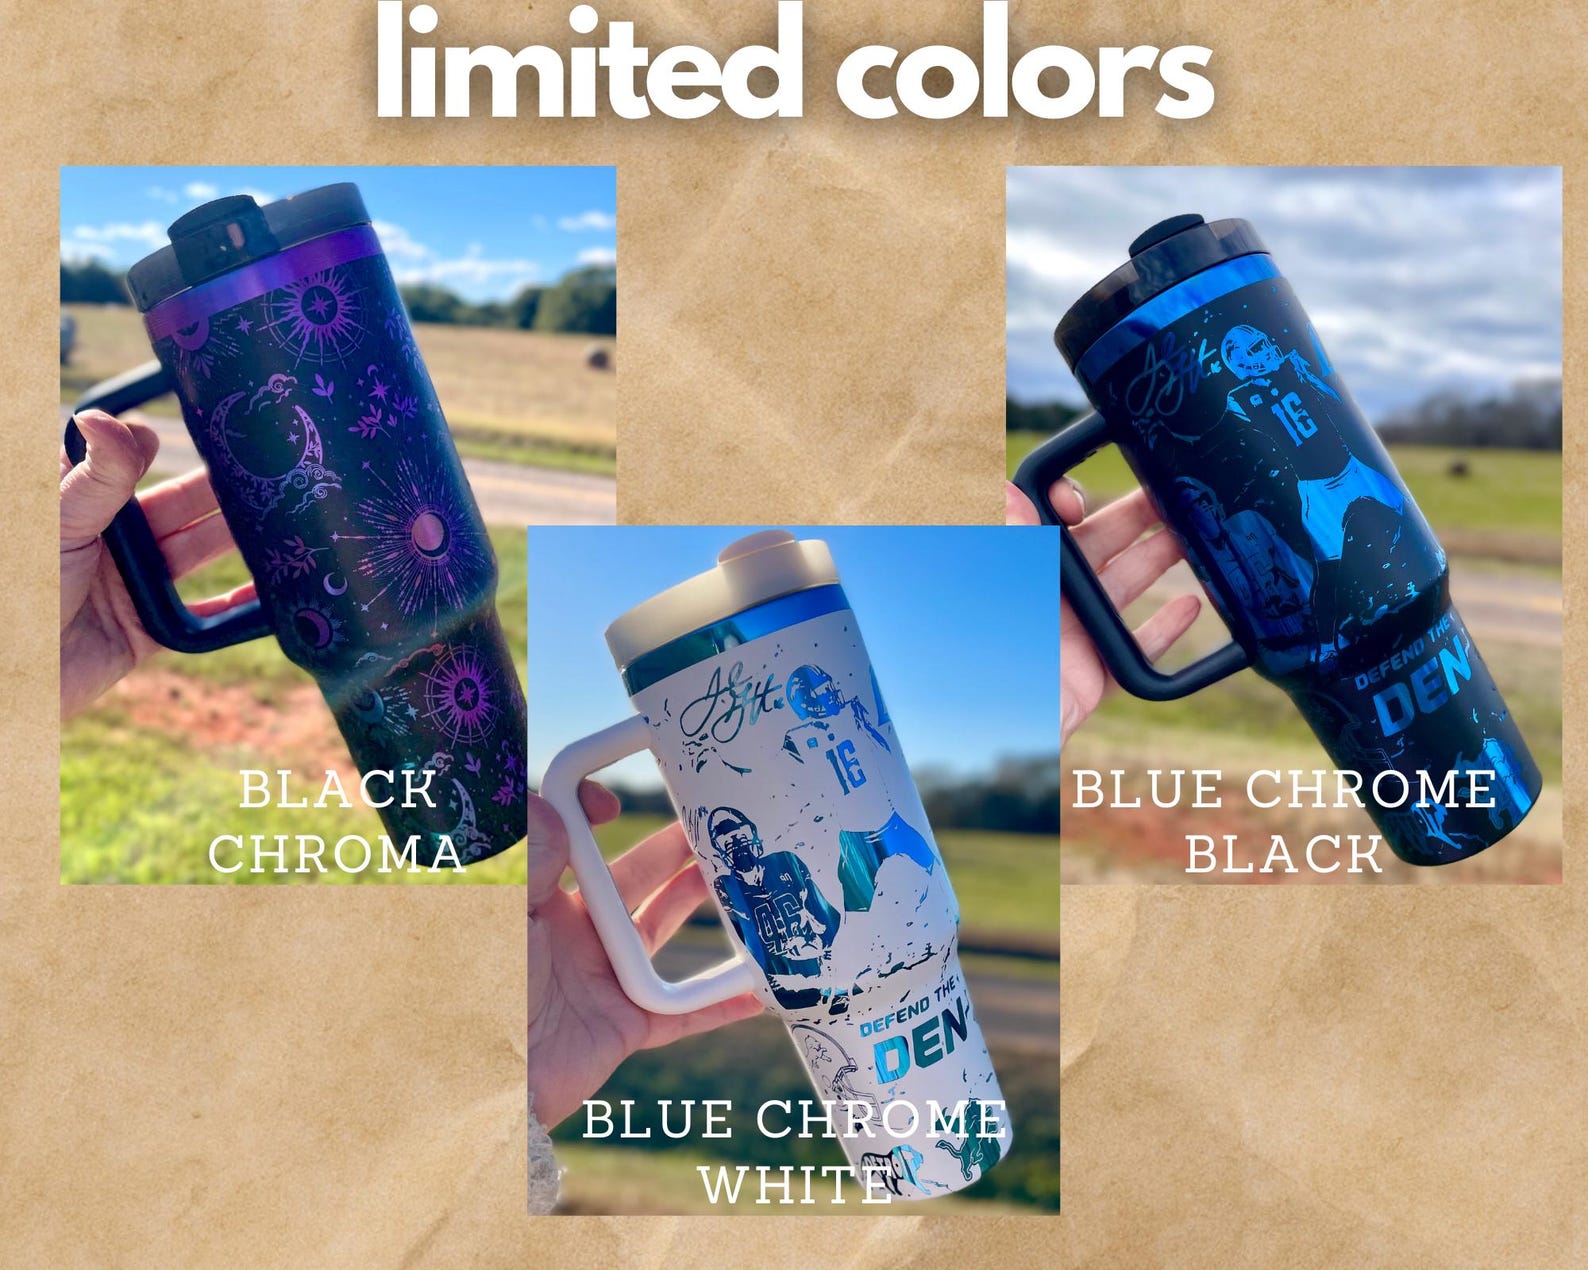 limited colors
BLACK
CHROMA
16
DEFEND THE
DEN
BLUE CHROME
BLACK
16
DEFEND THE
DEN
BLUE CHROME
WHITE